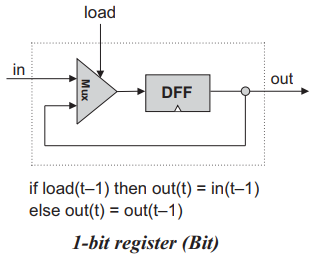 load
in
Mux
DFF
out
if load(t–1) then out(t) = in(t–1)
else out(t) = out(t–1)
1-bit register (Bit)